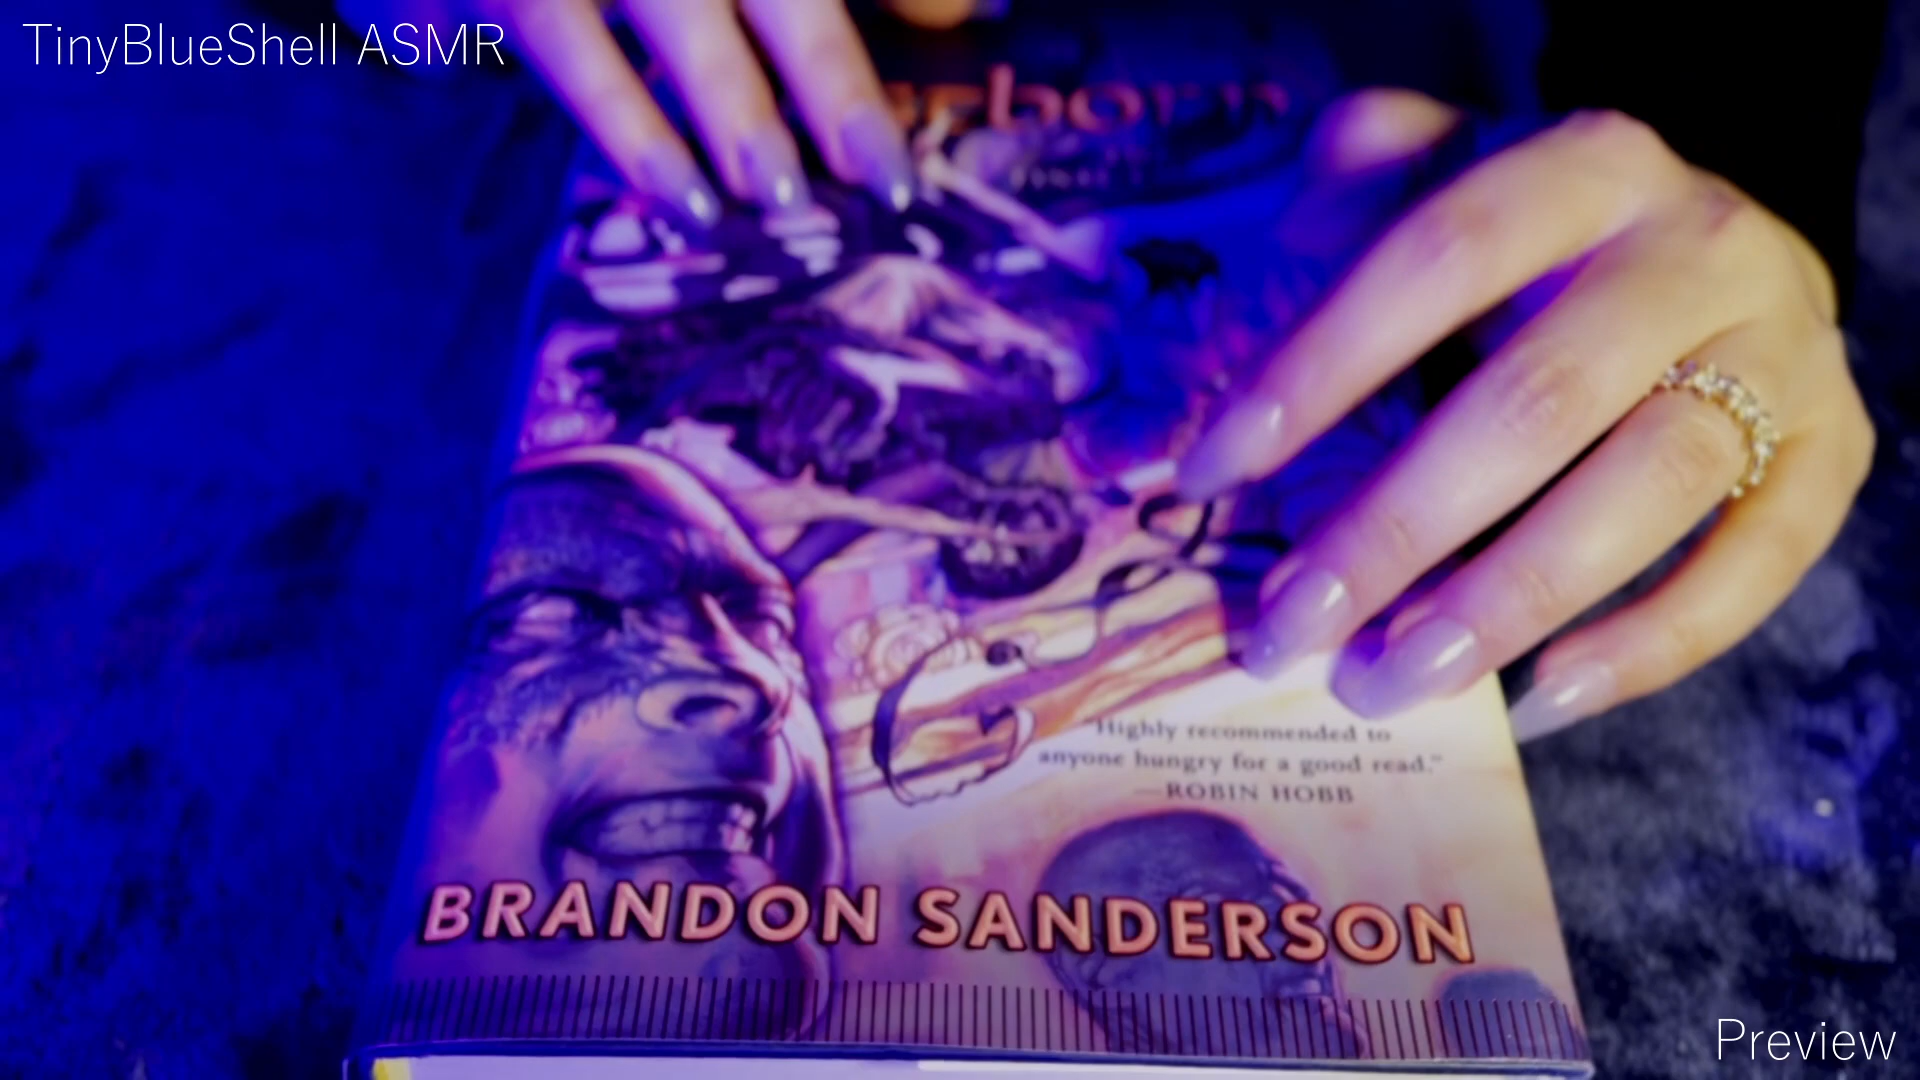 TinyBlueShell ASMR
"Highly recommended to
anyone hungry for a good read."
—ROBIN HOBB
BRANDON SANDERSON
Preview